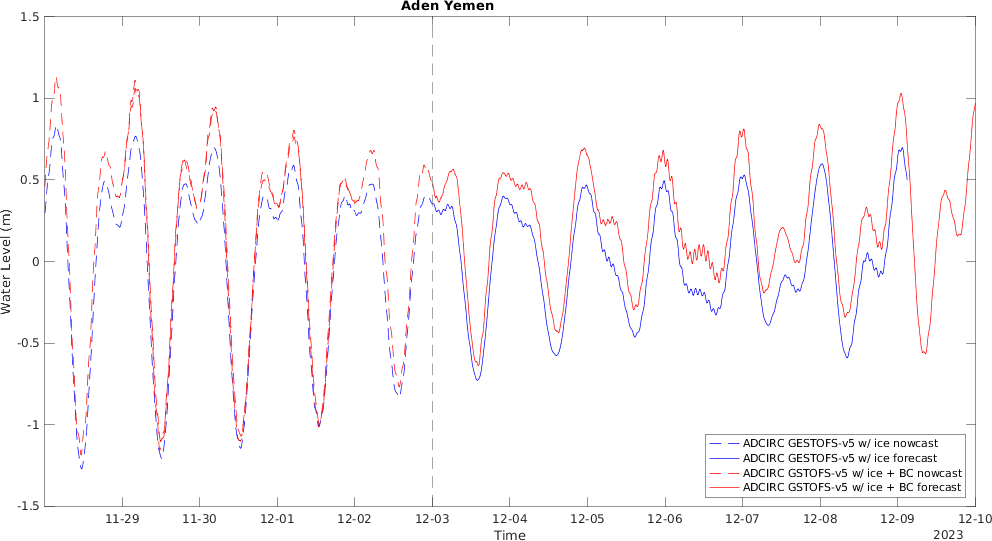 Aden Yemen
1.5
1
0.5
0
-0.5
-1
-1.5
Water Level (m)
11-29 11-30 12-01 12-02 12-03 12-04 12-05 12-06 12-07 12-08 12-09 12-10
Time
2023
ADCIRC GESTOFS-v5 w/ ice nowcast
ADCIRC GESTOFS-v5 w/ ice forecast
ADCIRC GSTOFS-v5 w/ ice + BC nowcast
ADCIRC GSTOFS-v5 w/ ice + BC forecast